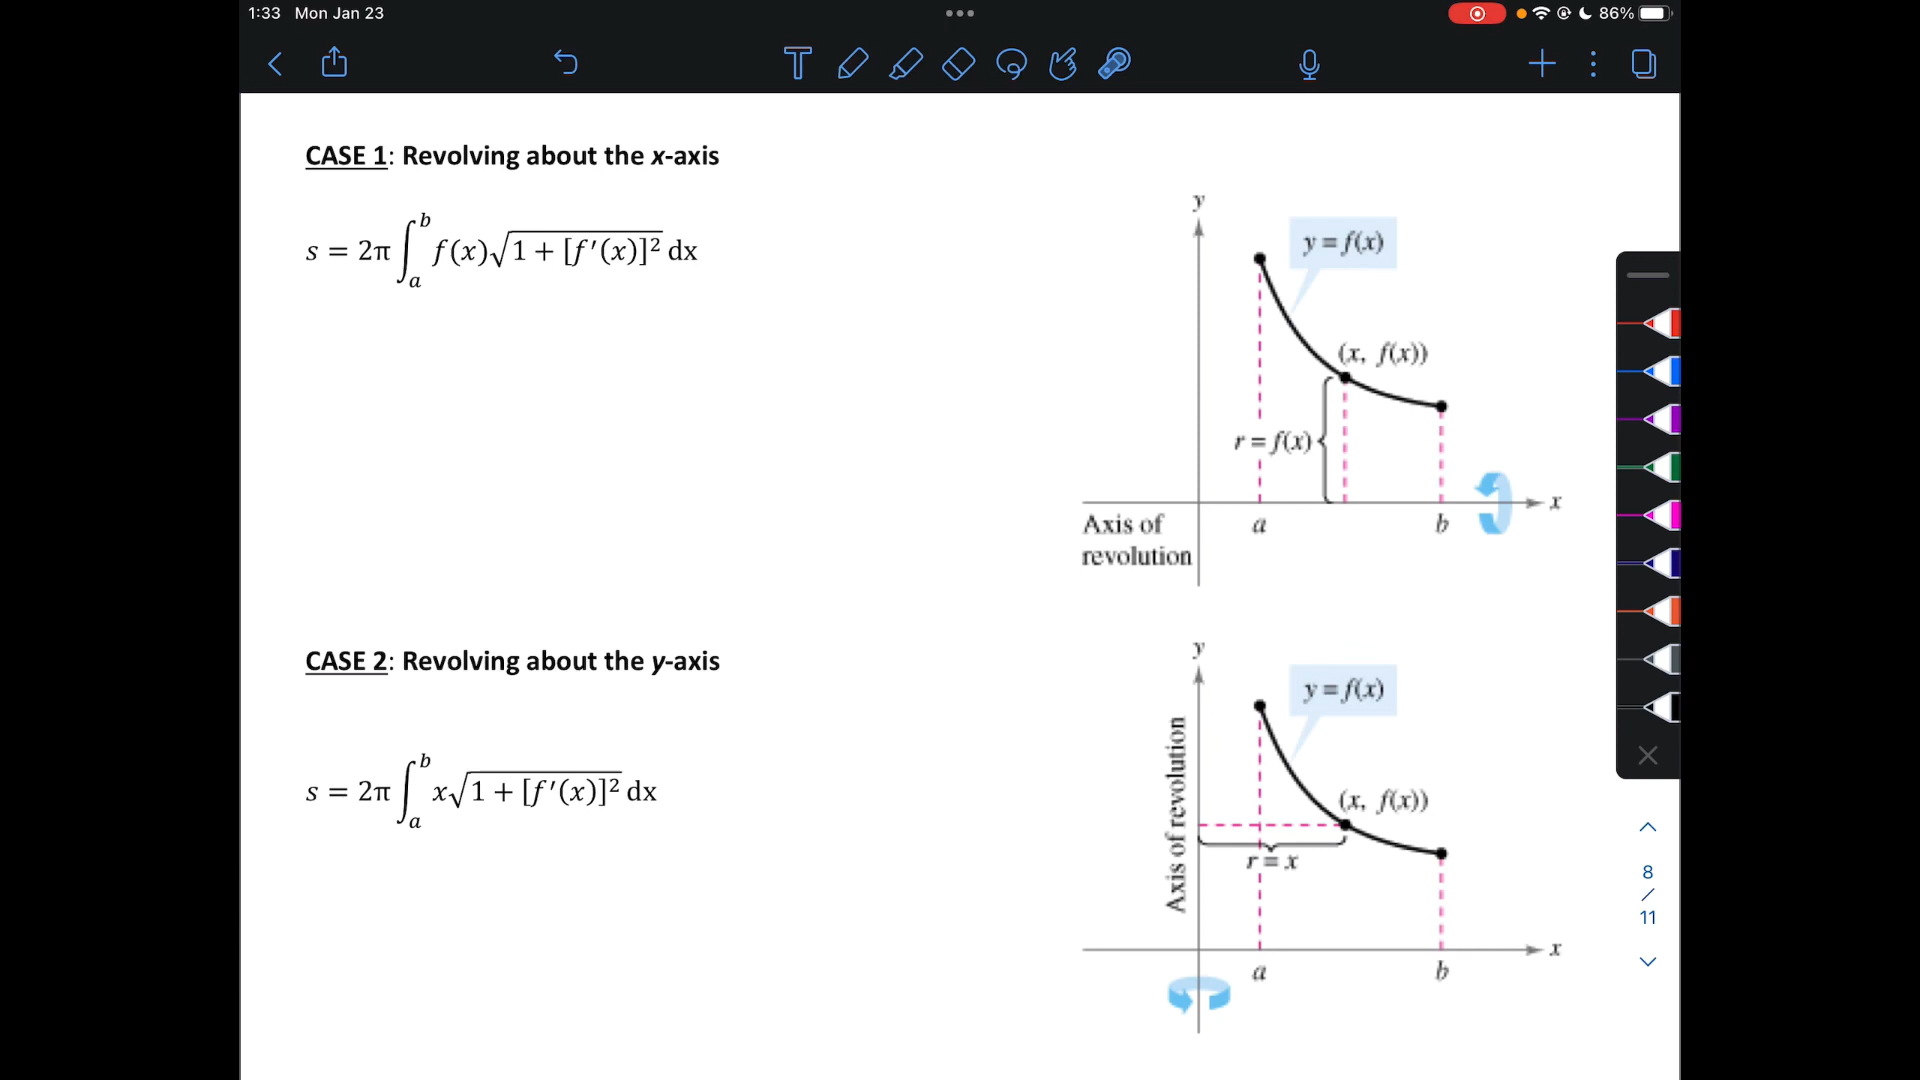 1:33 Mon Jan 23
86%
CASE 1: Revolving about the x-axis
s = 2π ∫_a^b f(x)√(1 + [f′(x)]²) dx
y
y = f(x)
(x, f(x))
r = f(x)
x
Axis of
revolution
a
b
CASE 2: Revolving about the y-axis
s = 2π ∫_a^b x√(1 + [f′(x)]²) dx
y
y = f(x)
Axis of revolution
(x, f(x))
r = x
x
a
b
8
/
11